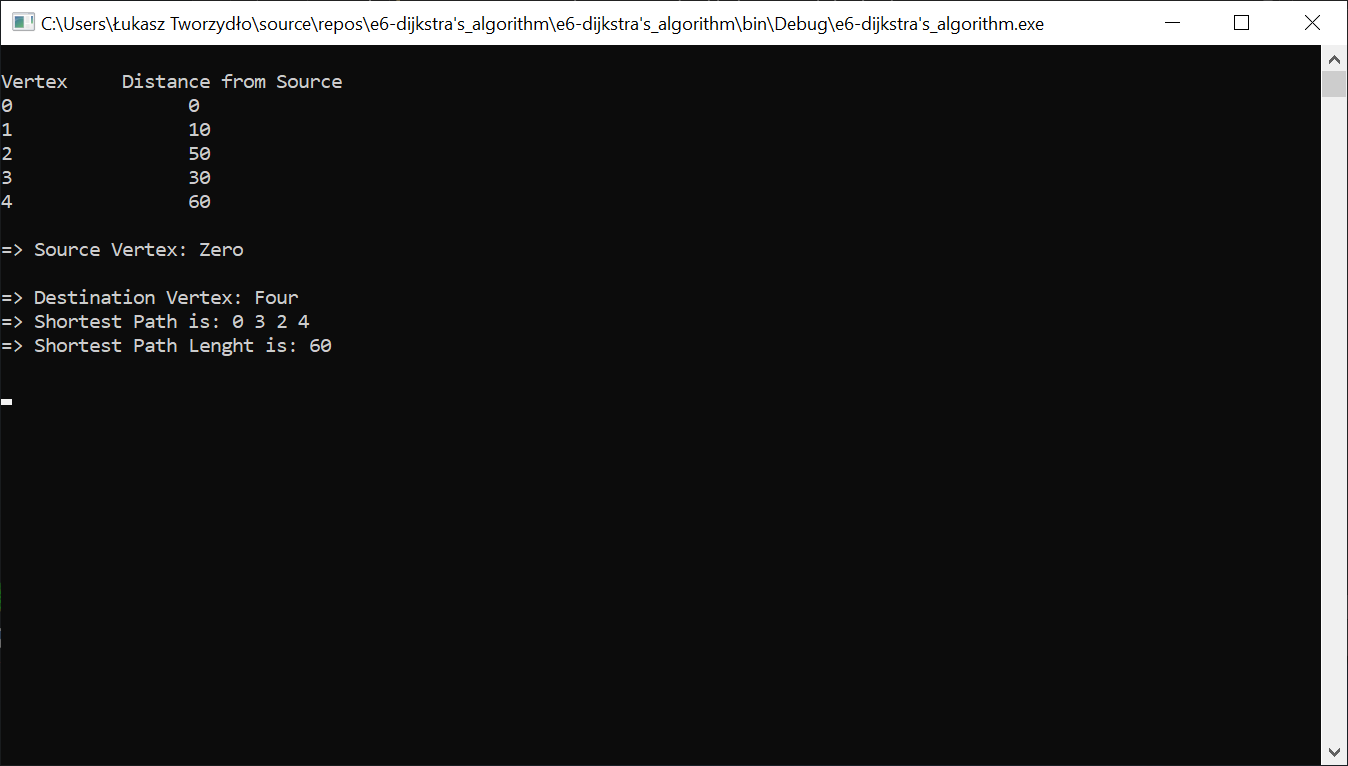 C:\Users\Łukasz Tworzydło\source\repos\e6-dijkstra's_algorithm\e6-dijkstra's_algorithm\bin\Debug\e6-dijkstra's_algorithm.exe
Vertex     Distance from Source
0                0
1                10
2                50
3                30
4                60
=> Source Vertex: Zero
=> Destination Vertex: Four
=> Shortest Path is: 0 3 2 4
=> Shortest Path Lenght is: 60